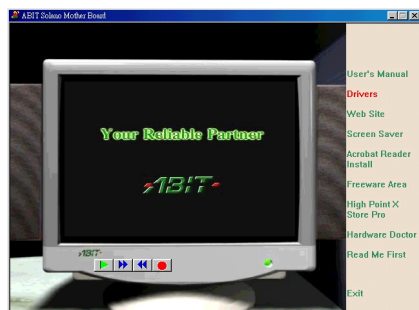 ABIT Solano Mother Board
Your Reliable Partner
ABIT
ABIT
User's Manual
Drivers
Web Site
Screen Saver
Acrobat Reader
Install
Freeware Area
High Point X
Store Pro
Hardware Doctor
Read Me First
Exit